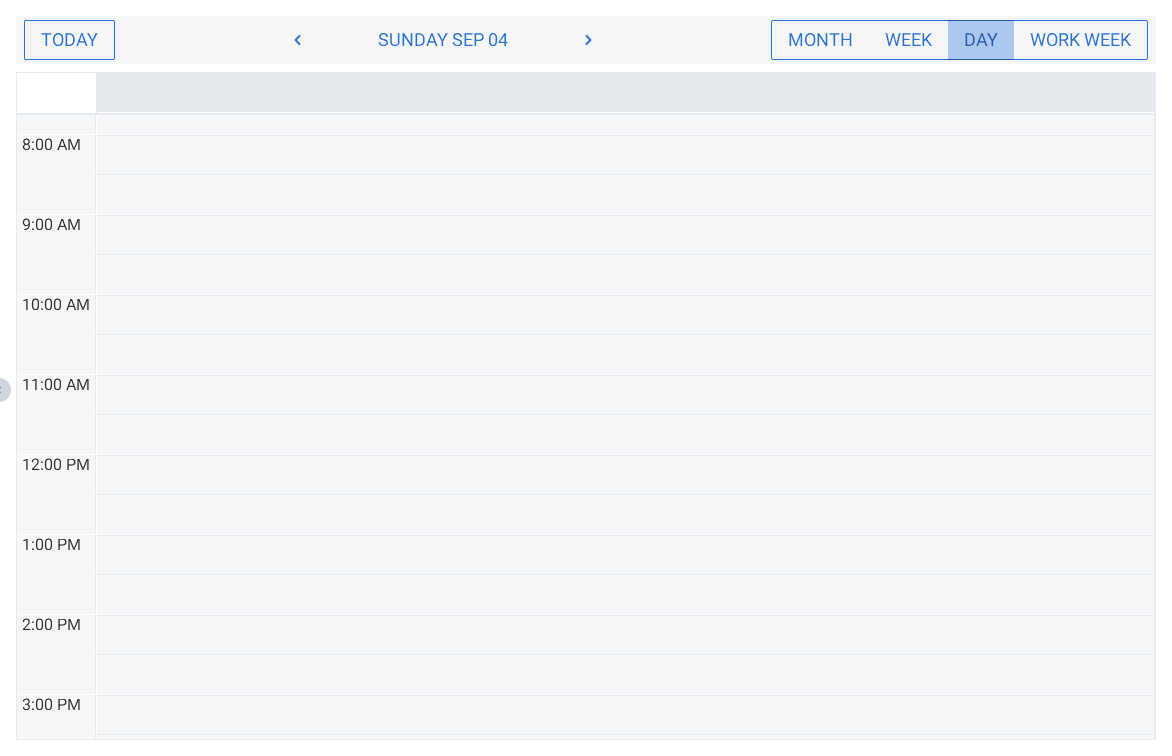 TODAY SUNDAY SEP 04 MONTH WEEK DAY WORK WEEK
8:00 AM
9:00 AM
10:00 AM
11:00 AM
12:00 PM
1:00 PM
2:00 PM
3:00 PM